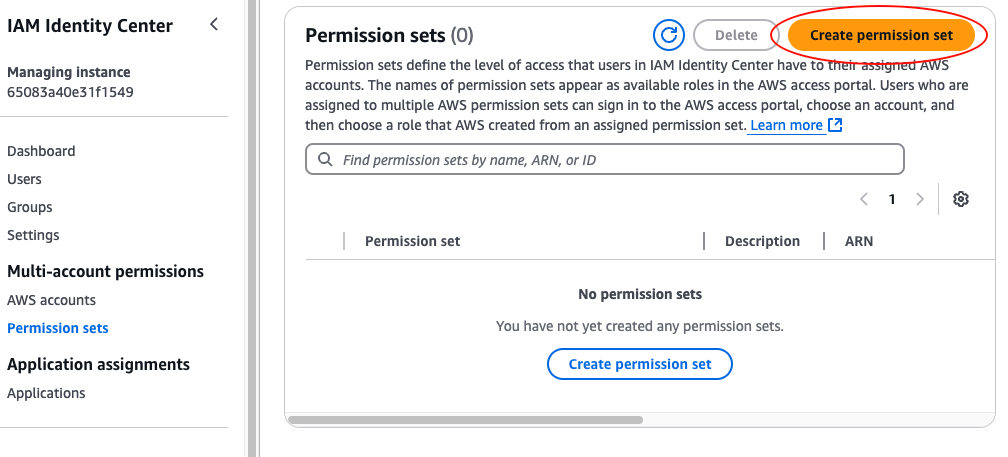 IAM Identity Center
Managing instance
65083a40e31f1549
Dashboard
Users
Groups
Settings
Multi-account permissions
AWS accounts
Permission sets
Application assignments
Applications
Permission sets (0)
Delete
Create permission set
Permission sets define the level of access that users in IAM Identity Center have to their assigned AWS
accounts. The names of permission sets appear as available roles in the AWS access portal. Users who are
assigned to multiple AWS permission sets can sign in to the AWS access portal, choose an account, and
then choose a role that AWS created from an assigned permission set. Learn more
Find permission sets by name, ARN, or ID
1
Permission set Description ARN
No permission sets
You have not yet created any permission sets.
Create permission set